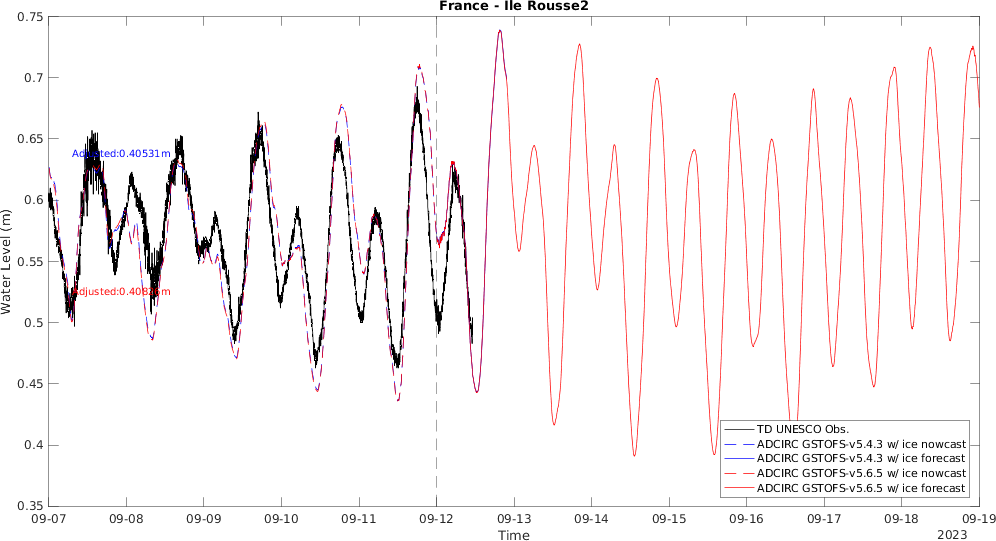 France - Ile Rousse2
0.75
0.7
0.65
0.6
0.55
0.5
0.45
0.4
0.35
Water Level (m)
Adjusted:0.40531m
TD UNESCO Obs.
ADCIRC GSTOFS-v5.4.3 w/ ice nowcast
ADCIRC GSTOFS-v5.4.3 w/ ice forecast
ADCIRC GSTOFS-v5.6.5 w/ ice nowcast
ADCIRC GSTOFS-v5.6.5 w/ ice forecast
09-07 09-08 09-09 09-10 09-11 09-12 09-13 09-14 09-15 09-16 09-17 09-18 09-19
Time
2023